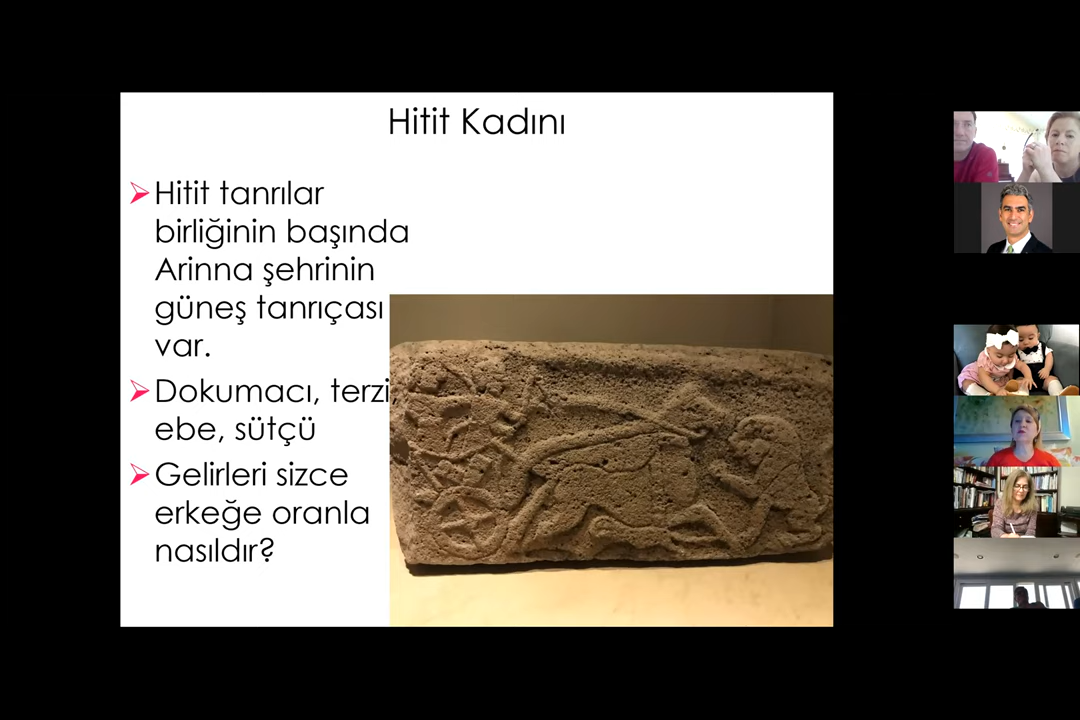 Hitit Kadını
Hitit tanrılar
birliğinin başında
Arinna şehrinin
güneş tanrıçası
var.
Dokumacı, terzi,
ebe, sütçü
Gelirleri sizce
erkeğe oranla
nasıldır?